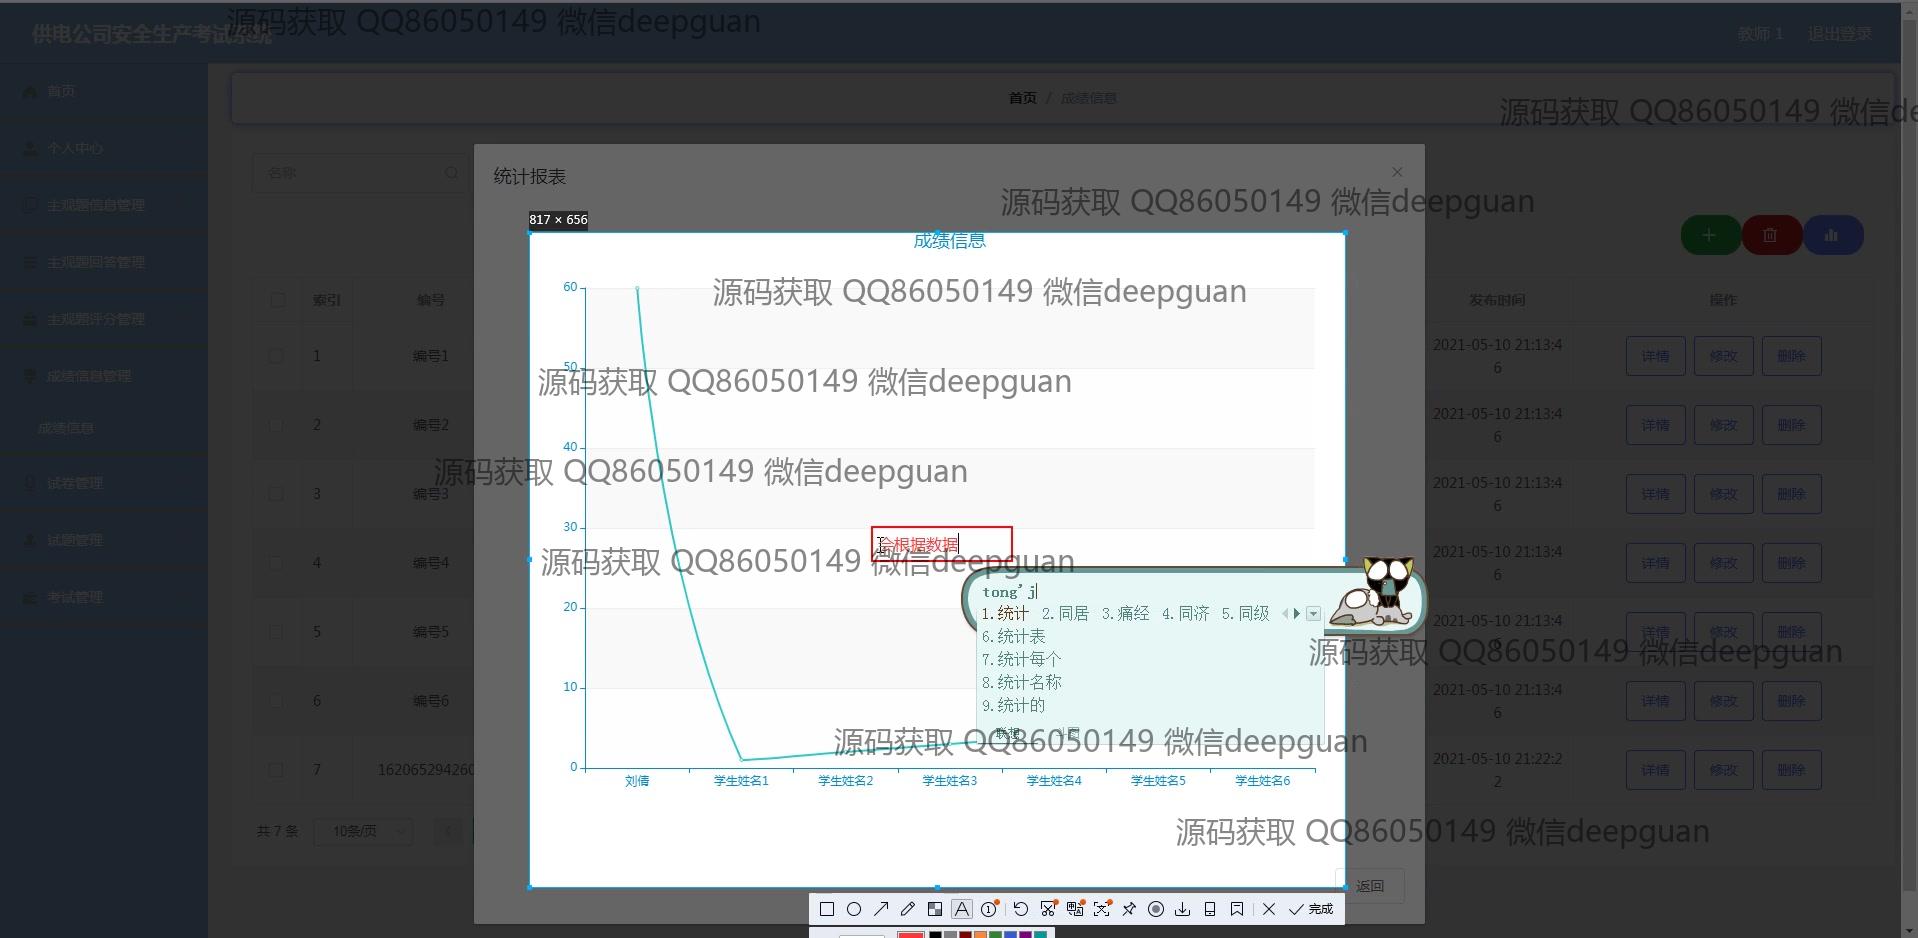 源码获取 QQ86050149 微信deepguan
供电公司安全生产考试系统
教师 1 退出登录
首页
个人中心
主观题信息管理
主观题回答管理
主观题评分管理
成绩信息管理
成绩信息
试卷管理
试题管理
考试管理
首页 / 成绩信息
源码获取 QQ86050149 微信de
名称
统计报表
源码获取 QQ86050149 微信deepguan
817 × 656
成绩信息
源码获取 QQ86050149 微信deepguan
60
50
40
30
20
10
0
源码获取 QQ86050149 微信deepguan
源码获取 QQ86050149 微信deepguan
会根据数据
源码获取 QQ86050149 微信deepguan
tong'j
1.统计 2.同居 3.痛经 4.同济 5.同级
6.统计表
7.统计每个
8.统计名称
9.统计的
联想 斗图
源码获取 QQ86050149 微信deepguan
源码获取 QQ86050149 微信deepguan
刘倩 学生姓名1 学生姓名2 学生姓名3 学生姓名4 学生姓名5 学生姓名6
源码获取 QQ86050149 微信deepguan
索引 编号 发布时间 操作
1 编号1 2021-05-10 21:13:4
6 详情 修改 删除
2 编号2 2021-05-10 21:13:4
6 详情 修改 删除
3 编号3 2021-05-10 21:13:4
6 详情 修改 删除
4 编号4 2021-05-10 21:13:4
6 详情 修改 删除
5 编号5 2021-05-10 21:13:4
6 详情 修改 删除
6 编号6 2021-05-10 21:13:4
6 详情 修改 删除
7 162065294260 2021-05-10 21:22:2
2 详情 修改 删除
共 7 条 10条/页
返回
完成